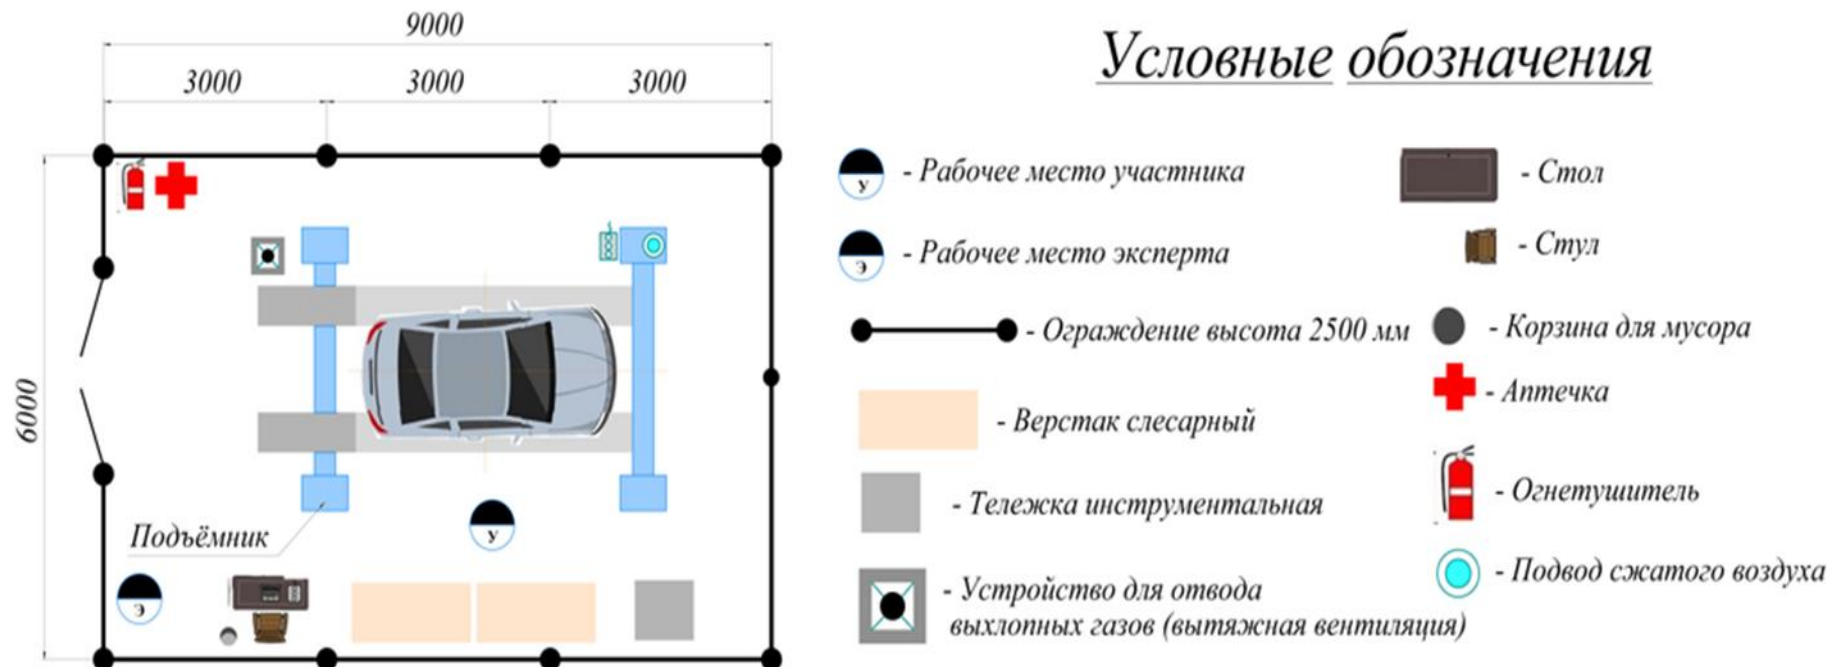 9000
3000
3000
3000
6000
Подъёмник
У
Э
Условные обозначения
У
- Рабочее место участника
Э
- Рабочее место эксперта
- Ограждение высота 2500 мм
- Верстак слесарный
- Тележка инструментальная
- Устройство для отвода
выхлопных газов (вытяжная вентиляция)
- Стол
- Стул
- Корзина для мусора
- Аптечка
- Огнетушитель
- Подвод сжатого воздуха